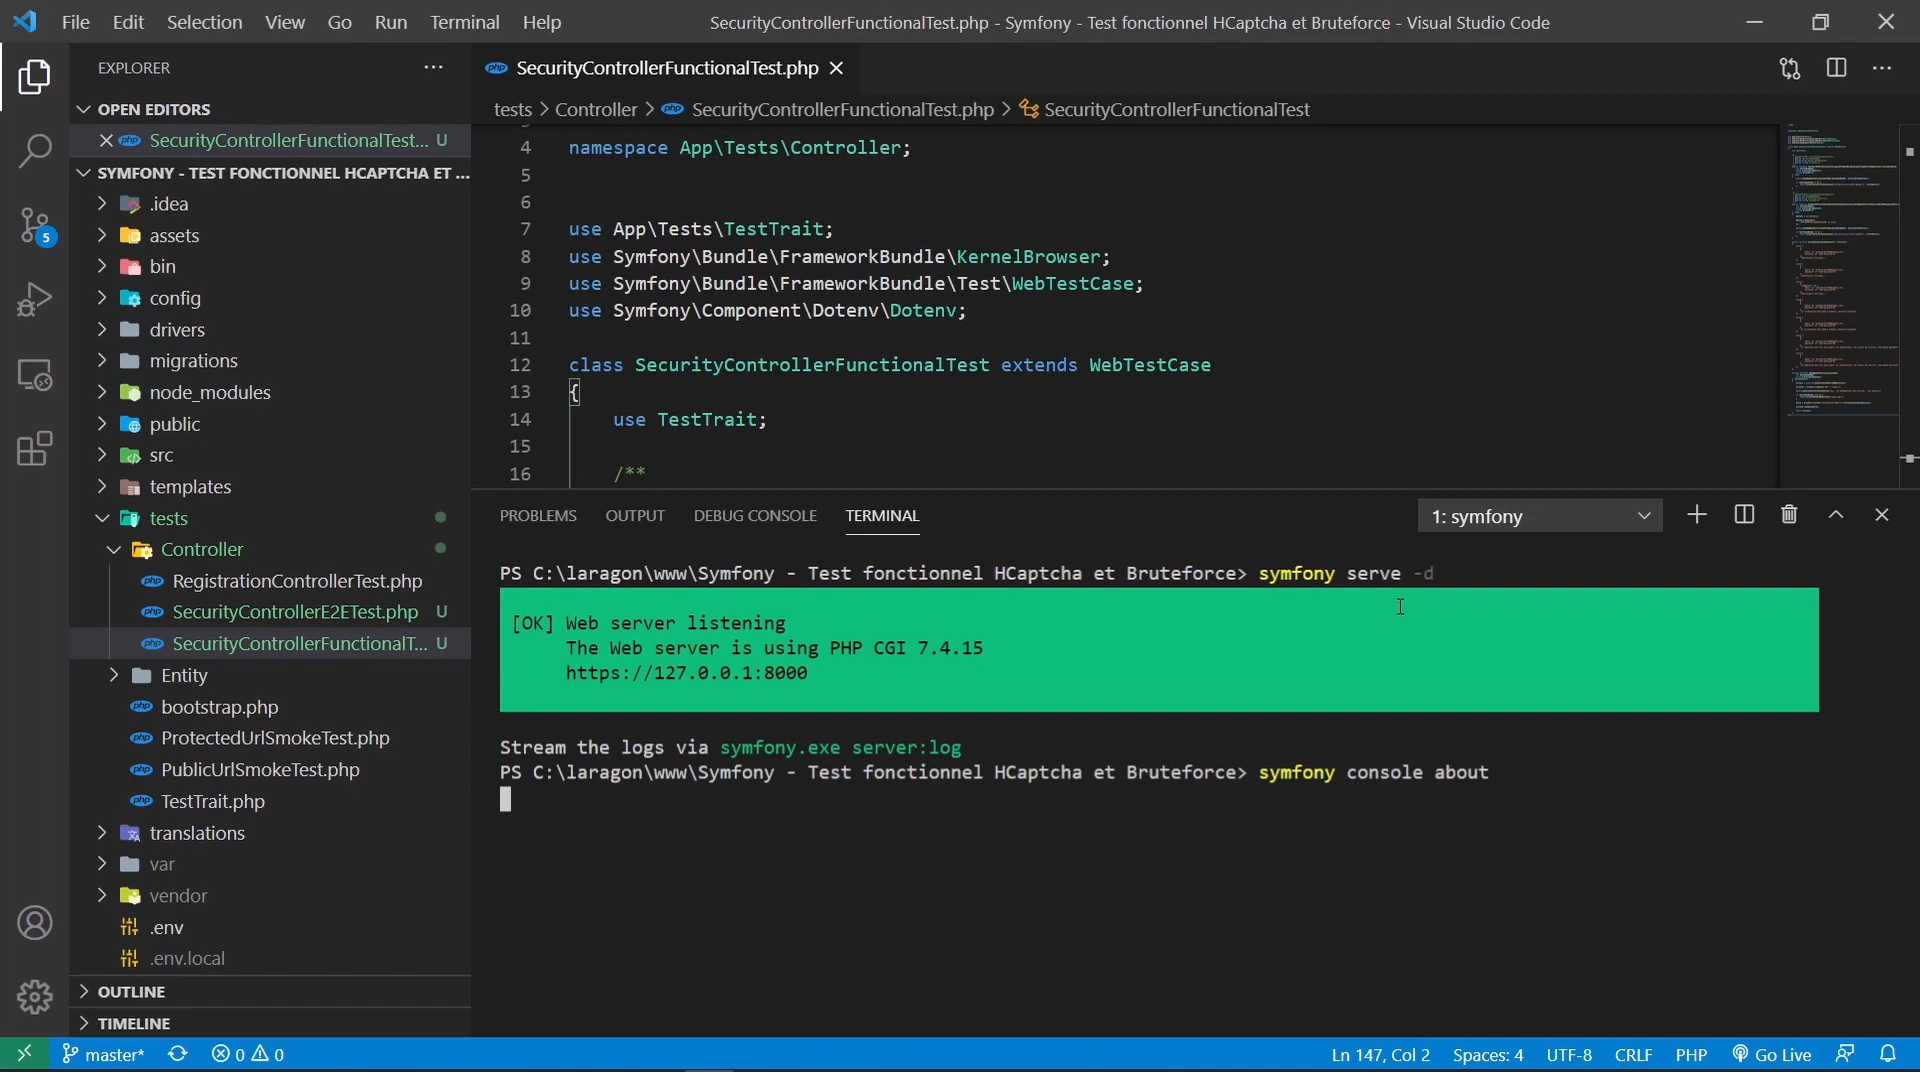 File Edit Selection View Go Run Terminal Help
SecurityControllerFunctionalTest.php - Symfony - Test fonctionnel HCaptcha et Bruteforce - Visual Studio Code
EXPLORER
OPEN EDITORS
SecurityControllerFunctionalTest... U
SYMFONY - TEST FONCTIONNEL HCAPTCHA ET ...
.idea
assets
bin
config
drivers
migrations
node_modules
public
src
templates
tests
Controller
RegistrationControllerTest.php
SecurityControllerE2ETest.php U
SecurityControllerFunctionalT... U
Entity
bootstrap.php
ProtectedUrlSmokeTest.php
PublicUrlSmokeTest.php
TestTrait.php
translations
var
vendor
.env
.env.local
OUTLINE
TIMELINE
5
SecurityControllerFunctionalTest.php
tests > Controller > SecurityControllerFunctionalTest.php > SecurityControllerFunctionalTest
4 namespace App\Tests\Controller;
5
6
7 use App\Tests\TestTrait;
8 use Symfony\Bundle\FrameworkBundle\KernelBrowser;
9 use Symfony\Bundle\FrameworkBundle\Test\WebTestCase;
10 use Symfony\Component\Dotenv\Dotenv;
11
12 class SecurityControllerFunctionalTest extends WebTestCase
13 {
14 use TestTrait;
15
16 /**
PROBLEMS OUTPUT DEBUG CONSOLE TERMINAL
1: symfony
PS C:\laragon\www\Symfony - Test fonctionnel HCaptcha et Bruteforce> symfony serve -d
[OK] Web server listening
The Web server is using PHP CGI 7.4.15
https://127.0.0.1:8000
Stream the logs via symfony.exe server:log
PS C:\laragon\www\Symfony - Test fonctionnel HCaptcha et Bruteforce> symfony console about
master* 0 0
Ln 147, Col 2 Spaces: 4 UTF-8 CRLF PHP Go Live